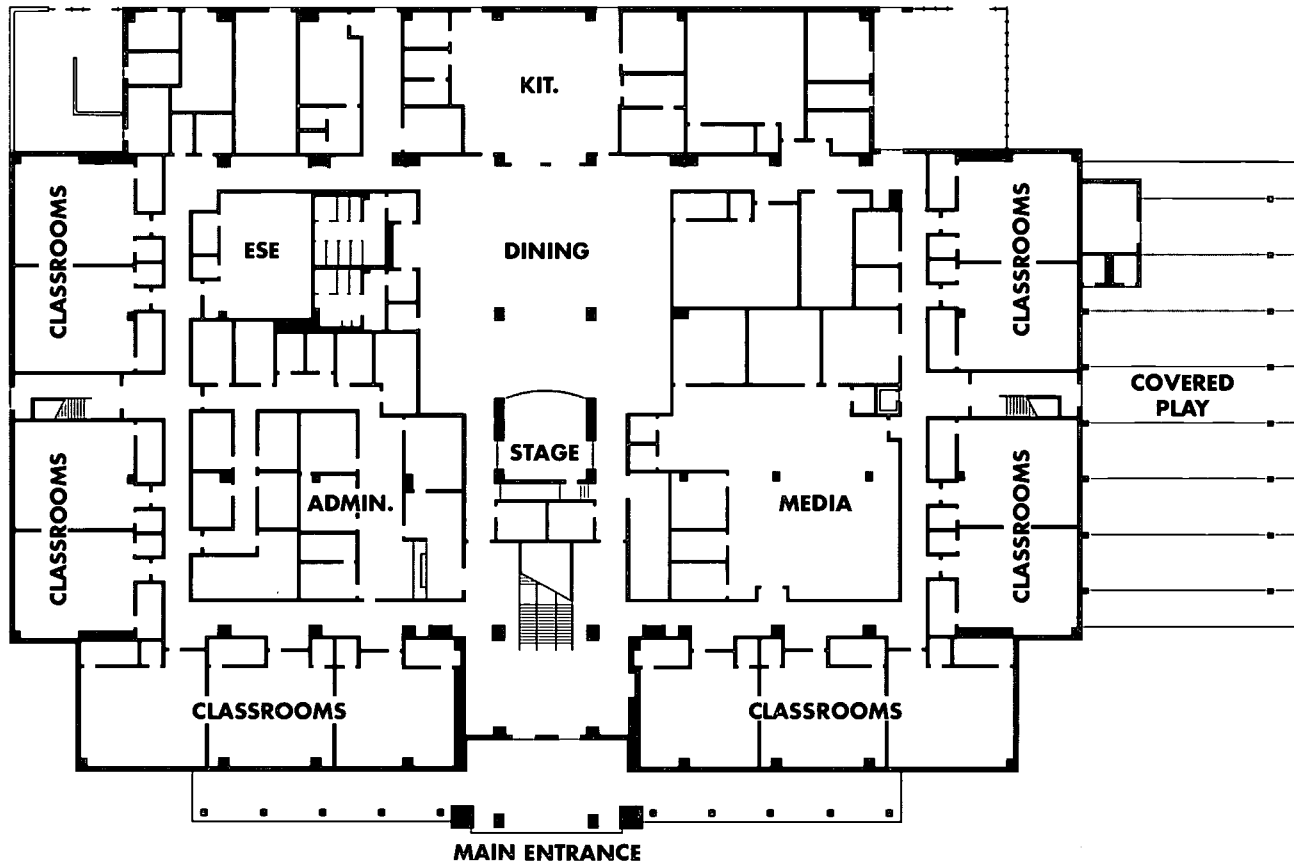 KIT.
CLASSROOMS
ESE
DINING
CLASSROOMS
COVERED
PLAY
STAGE
CLASSROOMS
ADMIN.
MEDIA
CLASSROOMS
CLASSROOMS
CLASSROOMS
MAIN ENTRANCE